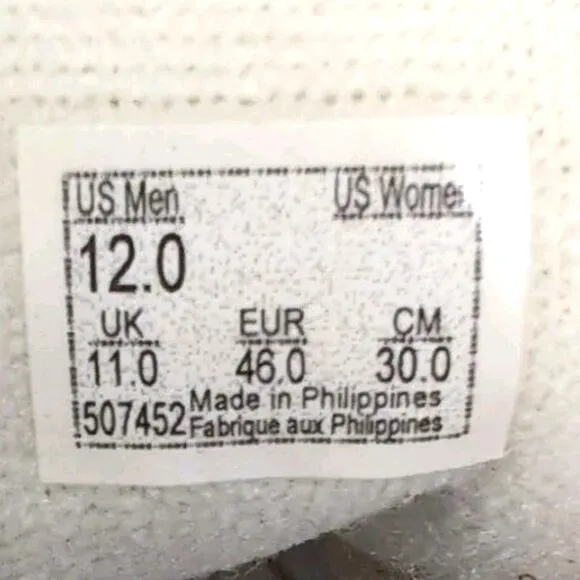 US Men US Women
12.0
UK EUR CM
11.0 46.0 30.0
507452 Made in Philippines
Fabrique aux Philippines